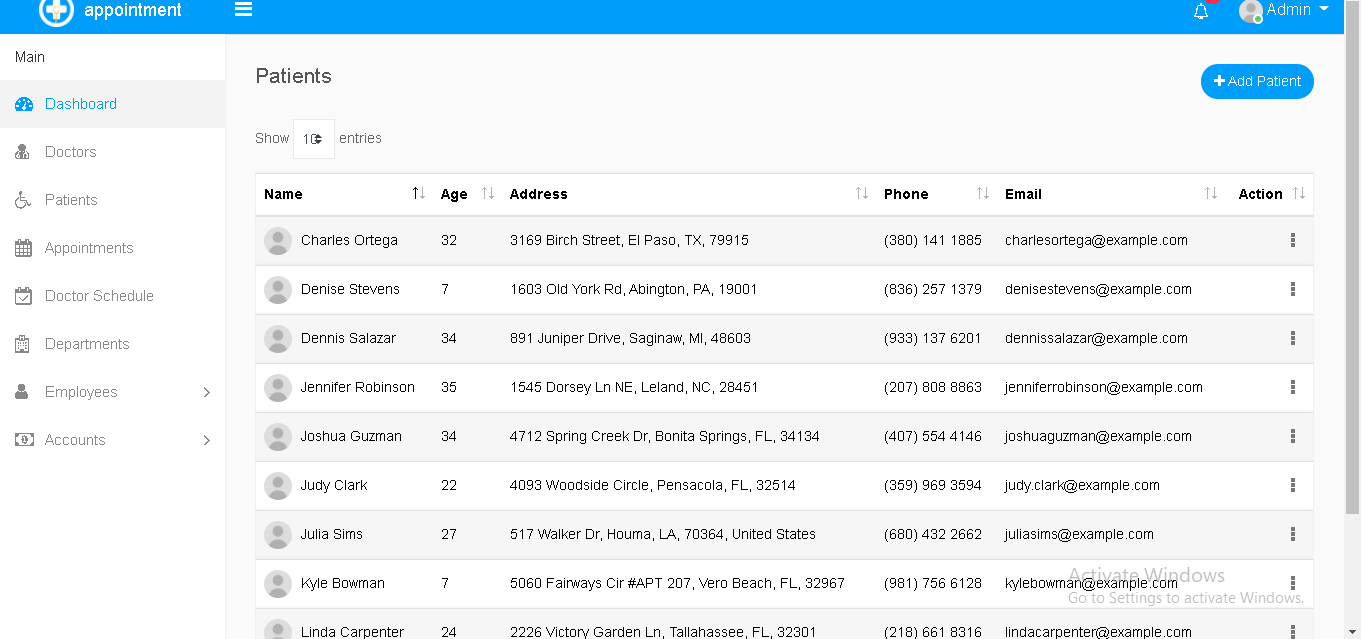 appointment
Admin
Main
Dashboard
Doctors
Patients
Appointments
Doctor Schedule
Departments
Employees
Accounts
Patients
Add Patient
Show 10 entries
Name Age Address Phone Email Action
Charles Ortega 32 3169 Birch Street, El Paso, TX, 79915 (380) 141 1885 charlesortega@example.com
Denise Stevens 7 1603 Old York Rd, Abington, PA, 19001 (836) 257 1379 denisestevens@example.com
Dennis Salazar 34 891 Juniper Drive, Saginaw, MI, 48603 (933) 137 6201 dennissalazar@example.com
Jennifer Robinson 35 1545 Dorsey Ln NE, Leland, NC, 28451 (207) 808 8863 jenniferrobinson@example.com
Joshua Guzman 34 4712 Spring Creek Dr, Bonita Springs, FL, 34134 (407) 554 4146 joshuaguzman@example.com
Judy Clark 22 4093 Woodside Circle, Pensacola, FL, 32514 (359) 969 3594 judy.clark@example.com
Julia Sims 27 517 Walker Dr, Houma, LA, 70364, United States (680) 432 2662 juliasims@example.com
Kyle Bowman 7 5060 Fairways Cir #APT 207, Vero Beach, FL, 32967 (981) 756 6128 kylebowman@example.com
Linda Carpenter 24 2226 Victory Garden Ln, Tallahassee, FL, 32301 (218) 661 8316 lindacarpenter@example.com
Activate Windows
Go to Settings to activate Windows.